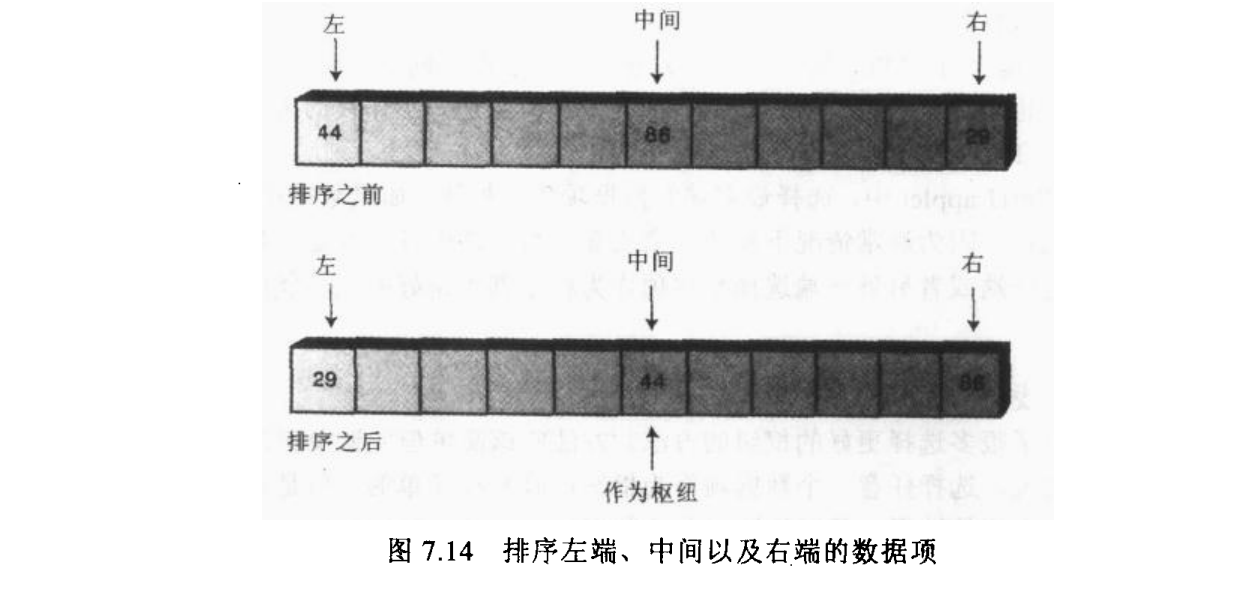 左 中间 右
44 86 29
排序之前
左 中间 右
29 44 86
排序之后
作为枢纽
图 7.14 排序左端、中间以及右端的数据项